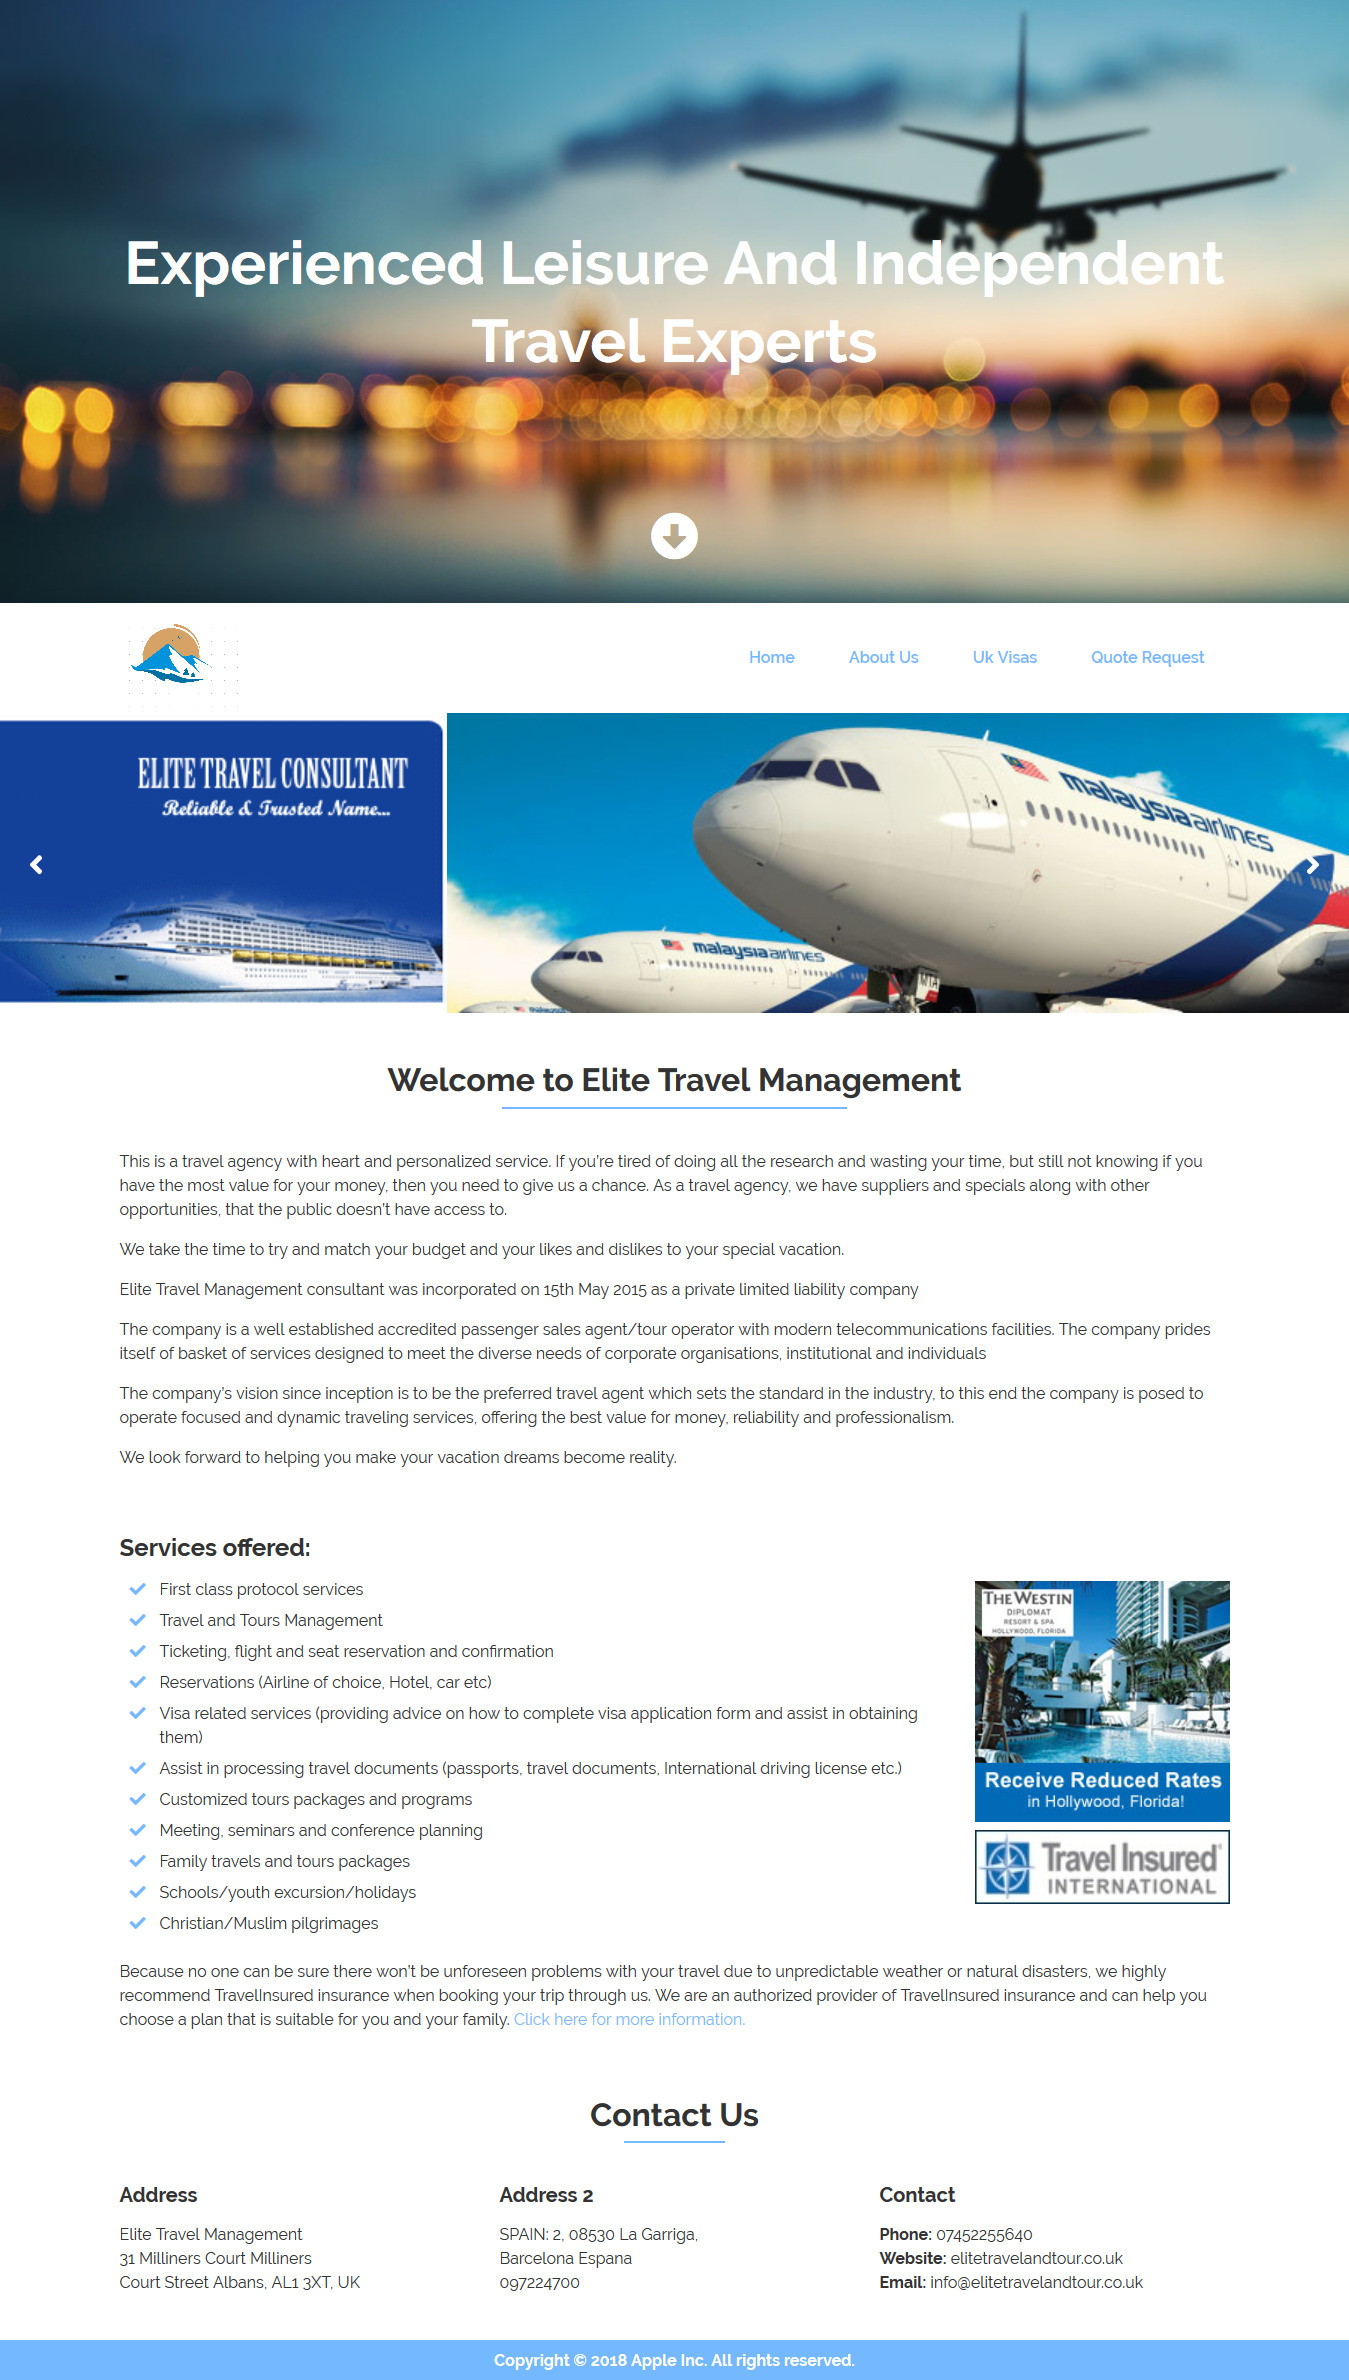 Experienced Leisure And Independent
Travel Experts
Home
About Us
Uk Visas
Quote Request
ELITE TRAVEL CONSULTANT
Reliable & Trusted Name...
malaysia airlines
malaysia airlines
Welcome to Elite Travel Management
This is a travel agency with heart and personalized service. If you're tired of doing all the research and wasting your time, but still not knowing if you
have the most value for your money, then you need to give us a chance. As a travel agency, we have suppliers and specials along with other
opportunities, that the public doesn't have access to.
We take the time to try and match your budget and your likes and dislikes to your special vacation.
Elite Travel Management consultant was incorporated on 15th May 2015 as a private limited liability company
The company is a well established accredited passenger sales agent/tour operator with modern telecommunications facilities. The company prides
itself of basket of services designed to meet the diverse needs of corporate organisations, institutional and individuals
The company's vision since inception is to be the preferred travel agent which sets the standard in the industry, to this end the company is posed to
operate focused and dynamic traveling services, offering the best value for money, reliability and professionalism.
We look forward to helping you make your vacation dreams become reality.
Services offered:
First class protocol services
Travel and Tours Management
Ticketing, flight and seat reservation and confirmation
Reservations (Airline of choice, Hotel, car etc)
Visa related services (providing advice on how to complete visa application form and assist in obtaining
them)
Assist in processing travel documents (passports, travel documents, International driving license etc.)
Customized tours packages and programs
Meeting, seminars and conference planning
Family travels and tours packages
Schools/youth excursion/holidays
Christian/Muslim pilgrimages
THE WESTIN
DIPLOMAT
RESORT & SPA
HOLLYWOOD, FLORIDA
Receive Reduced Rates
in Hollywood, Florida!
Travel Insured
INTERNATIONAL
Because no one can be sure there won't be unforeseen problems with your travel due to unpredictable weather or natural disasters, we highly
recommend TravelInsured insurance when booking your trip through us. We are an authorized provider of TravelInsured insurance and can help you
choose a plan that is suitable for you and your family. Click here for more information.
Contact Us
Address
Elite Travel Management
31 Milliners Court Milliners
Court Street Albans, AL1 3XT, UK
Address 2
SPAIN: 2, 08530 La Garriga,
Barcelona Espana
097224700
Contact
Phone: 07452255640
Website: elitetravelandtour.co.uk
Email: info@elitetravelandtour.co.uk
Copyright © 2018 Apple Inc. All rights reserved.